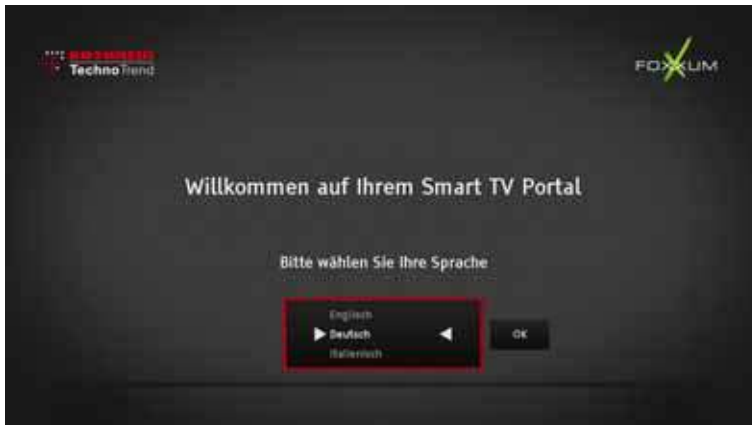 TechnoTrend
FOXXUM
Willkommen auf Ihrem Smart TV Portal
Bitte wählen Sie Ihre Sprache
Englisch
Deutsch
OK
Italienisch